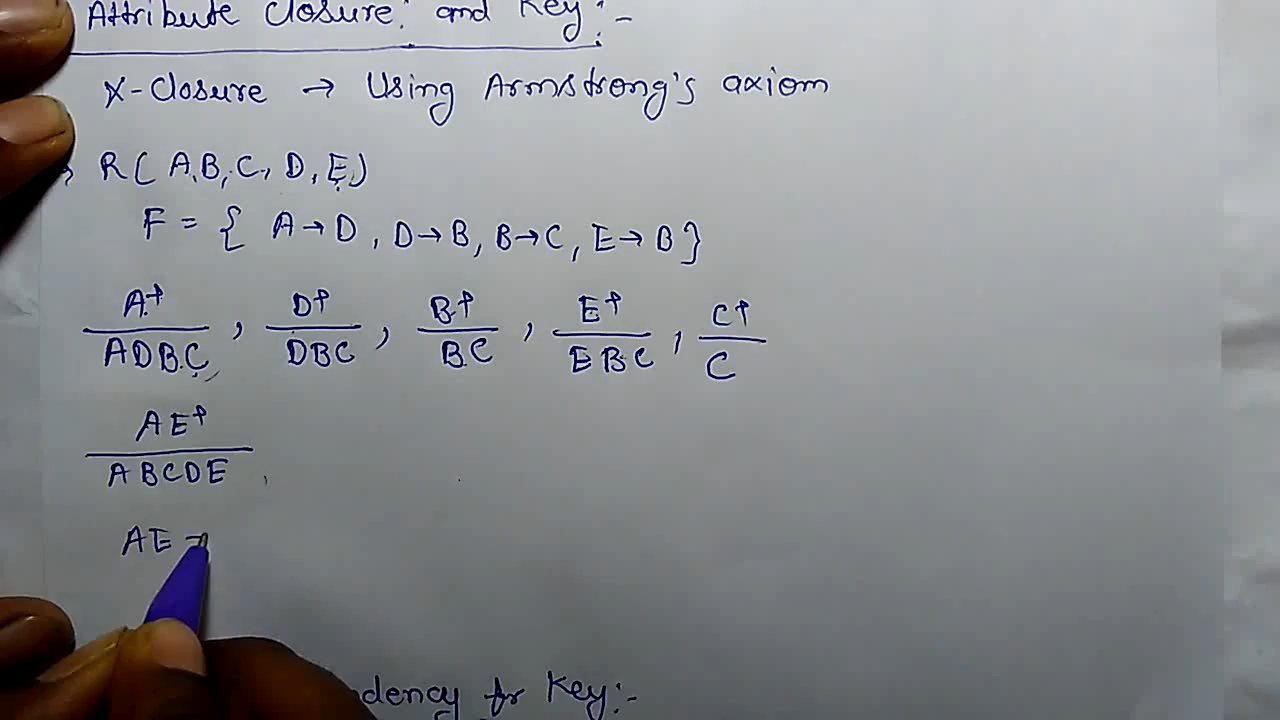 Attribute Closure: and Key:-
X-Closure → Using Armstrong's axiom
R( A,B,C, D,E)
F = { A→D, D→B, B→C, E→B}
A+ D+ B+ E+ C+
ADBC , DBC , BC , EBC , C
AE+
ABCDE
AE →
dency for Key:-